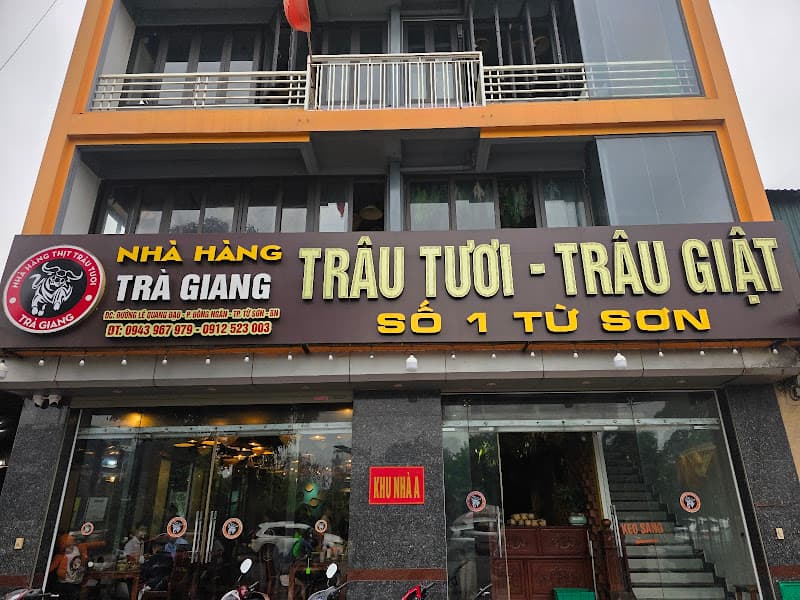 NHÀ HÀNG THỊT TRÂU TƯƠI
TRÀ GIANG
NHÀ HÀNG
TRÀ GIANG
ĐC: ĐƯỜNG LÊ QUANG ĐẠO - P. ĐỒNG NGÀN - TP. TỪ SƠN - BN
ĐT: 0943 967 979 - 0912 523 003
TRÂU TƯƠI - TRÂU GIẬT
SỐ 1 TỪ SƠN
KHU NHÀ A
KÉO SANG